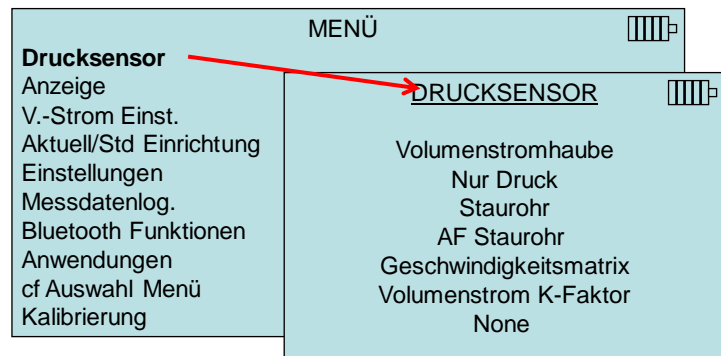 MENÜ
Drucksensor
Anzeige
V.-Strom Einst.
Aktuell/Std Einrichtung
Einstellungen
Messdatenlog.
Bluetooth Funktionen
Anwendungen
cf Auswahl Menü
Kalibrierung
DRUCKSENSOR
Volumenstromhaube
Nur Druck
Staurohr
AF Staurohr
Geschwindigkeitsmatrix
Volumenstrom K-Faktor
None